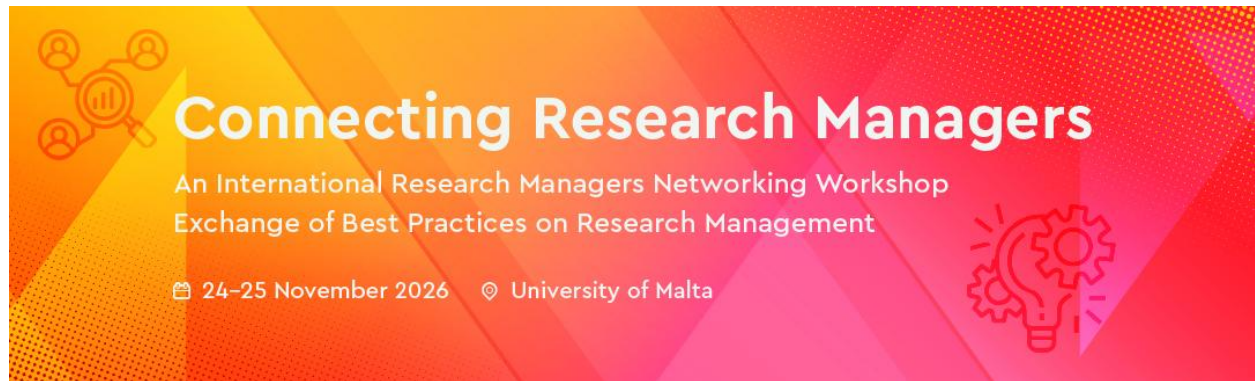 Connecting Research Managers
An International Research Managers Networking Workshop
Exchange of Best Practices on Research Management
24–25 November 2026 University of Malta